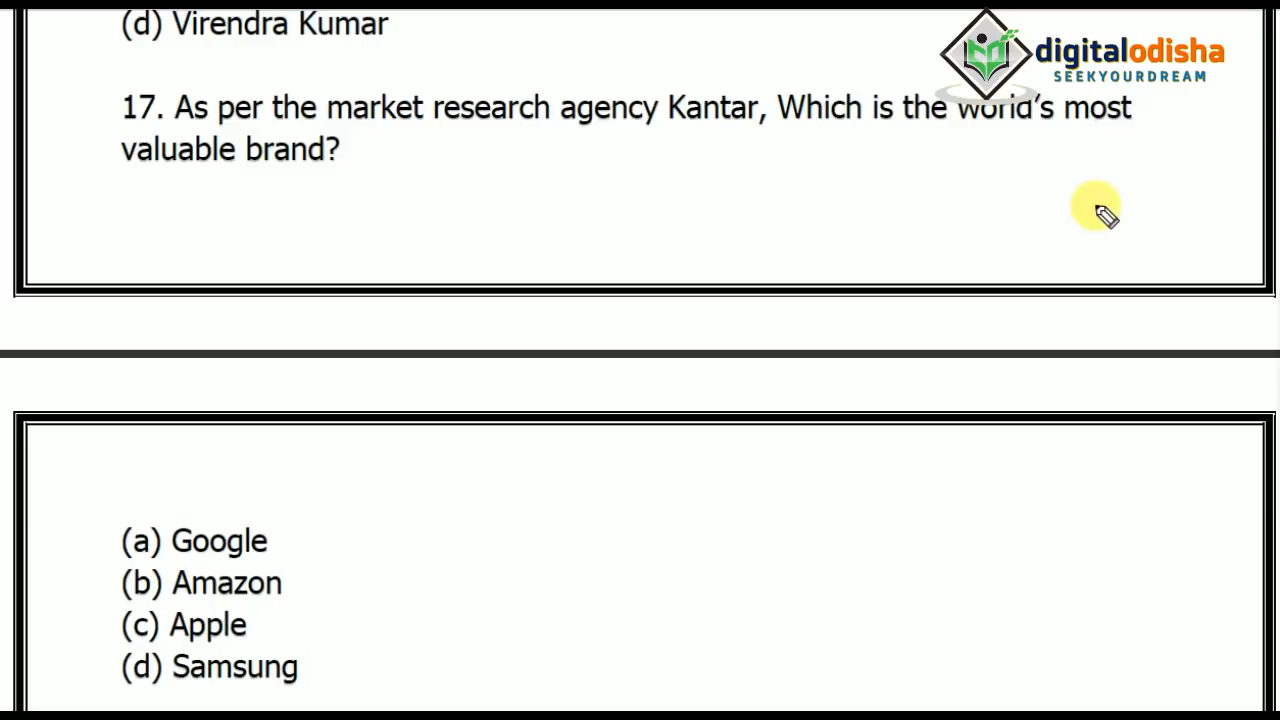 (d) Virendra Kumar
digitalodisha
SEEKYOURDREAM
17. As per the market research agency Kantar, Which is the world's most
valuable brand?
(a) Google
(b) Amazon
(c) Apple
(d) Samsung